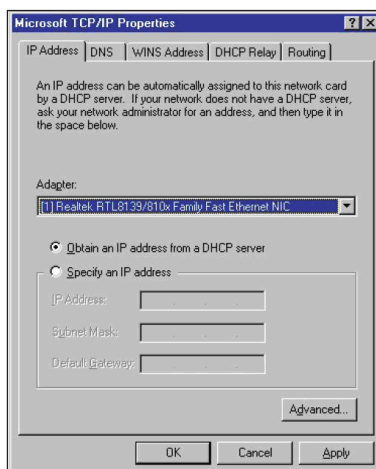 Microsoft TCP/IP Properties
IP Address DNS WINS Address DHCP Relay Routing
An IP address can be automatically assigned to this network card
by a DHCP server. If your network does not have a DHCP server,
ask your network administrator for an address, and then type it in
the space below.
Adapter:
[1] Realtek RTL8139/810x Family Fast Ethernet NIC
Obtain an IP address from a DHCP server
Specify an IP address
IP Address:
Subnet Mask:
Default Gateway:
Advanced...
OK Cancel Apply